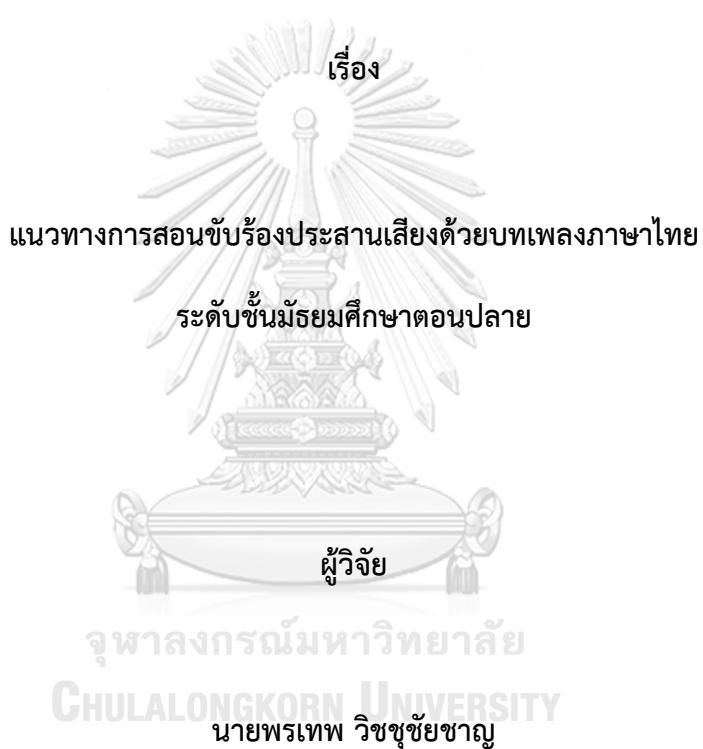 เรื่อง
แนวทางการสอนขับร้องประสานเสียงด้วยบทเพลงภาษาไทย
ระดับชั้นมัธยมศึกษาตอนปลาย
ผู้วิจัย
จุฬาลงกรณ์มหาวิทยาลัย
CHULALONGKORN UNIVERSITY
นายพรเทพ วิชชุชัยชาญ